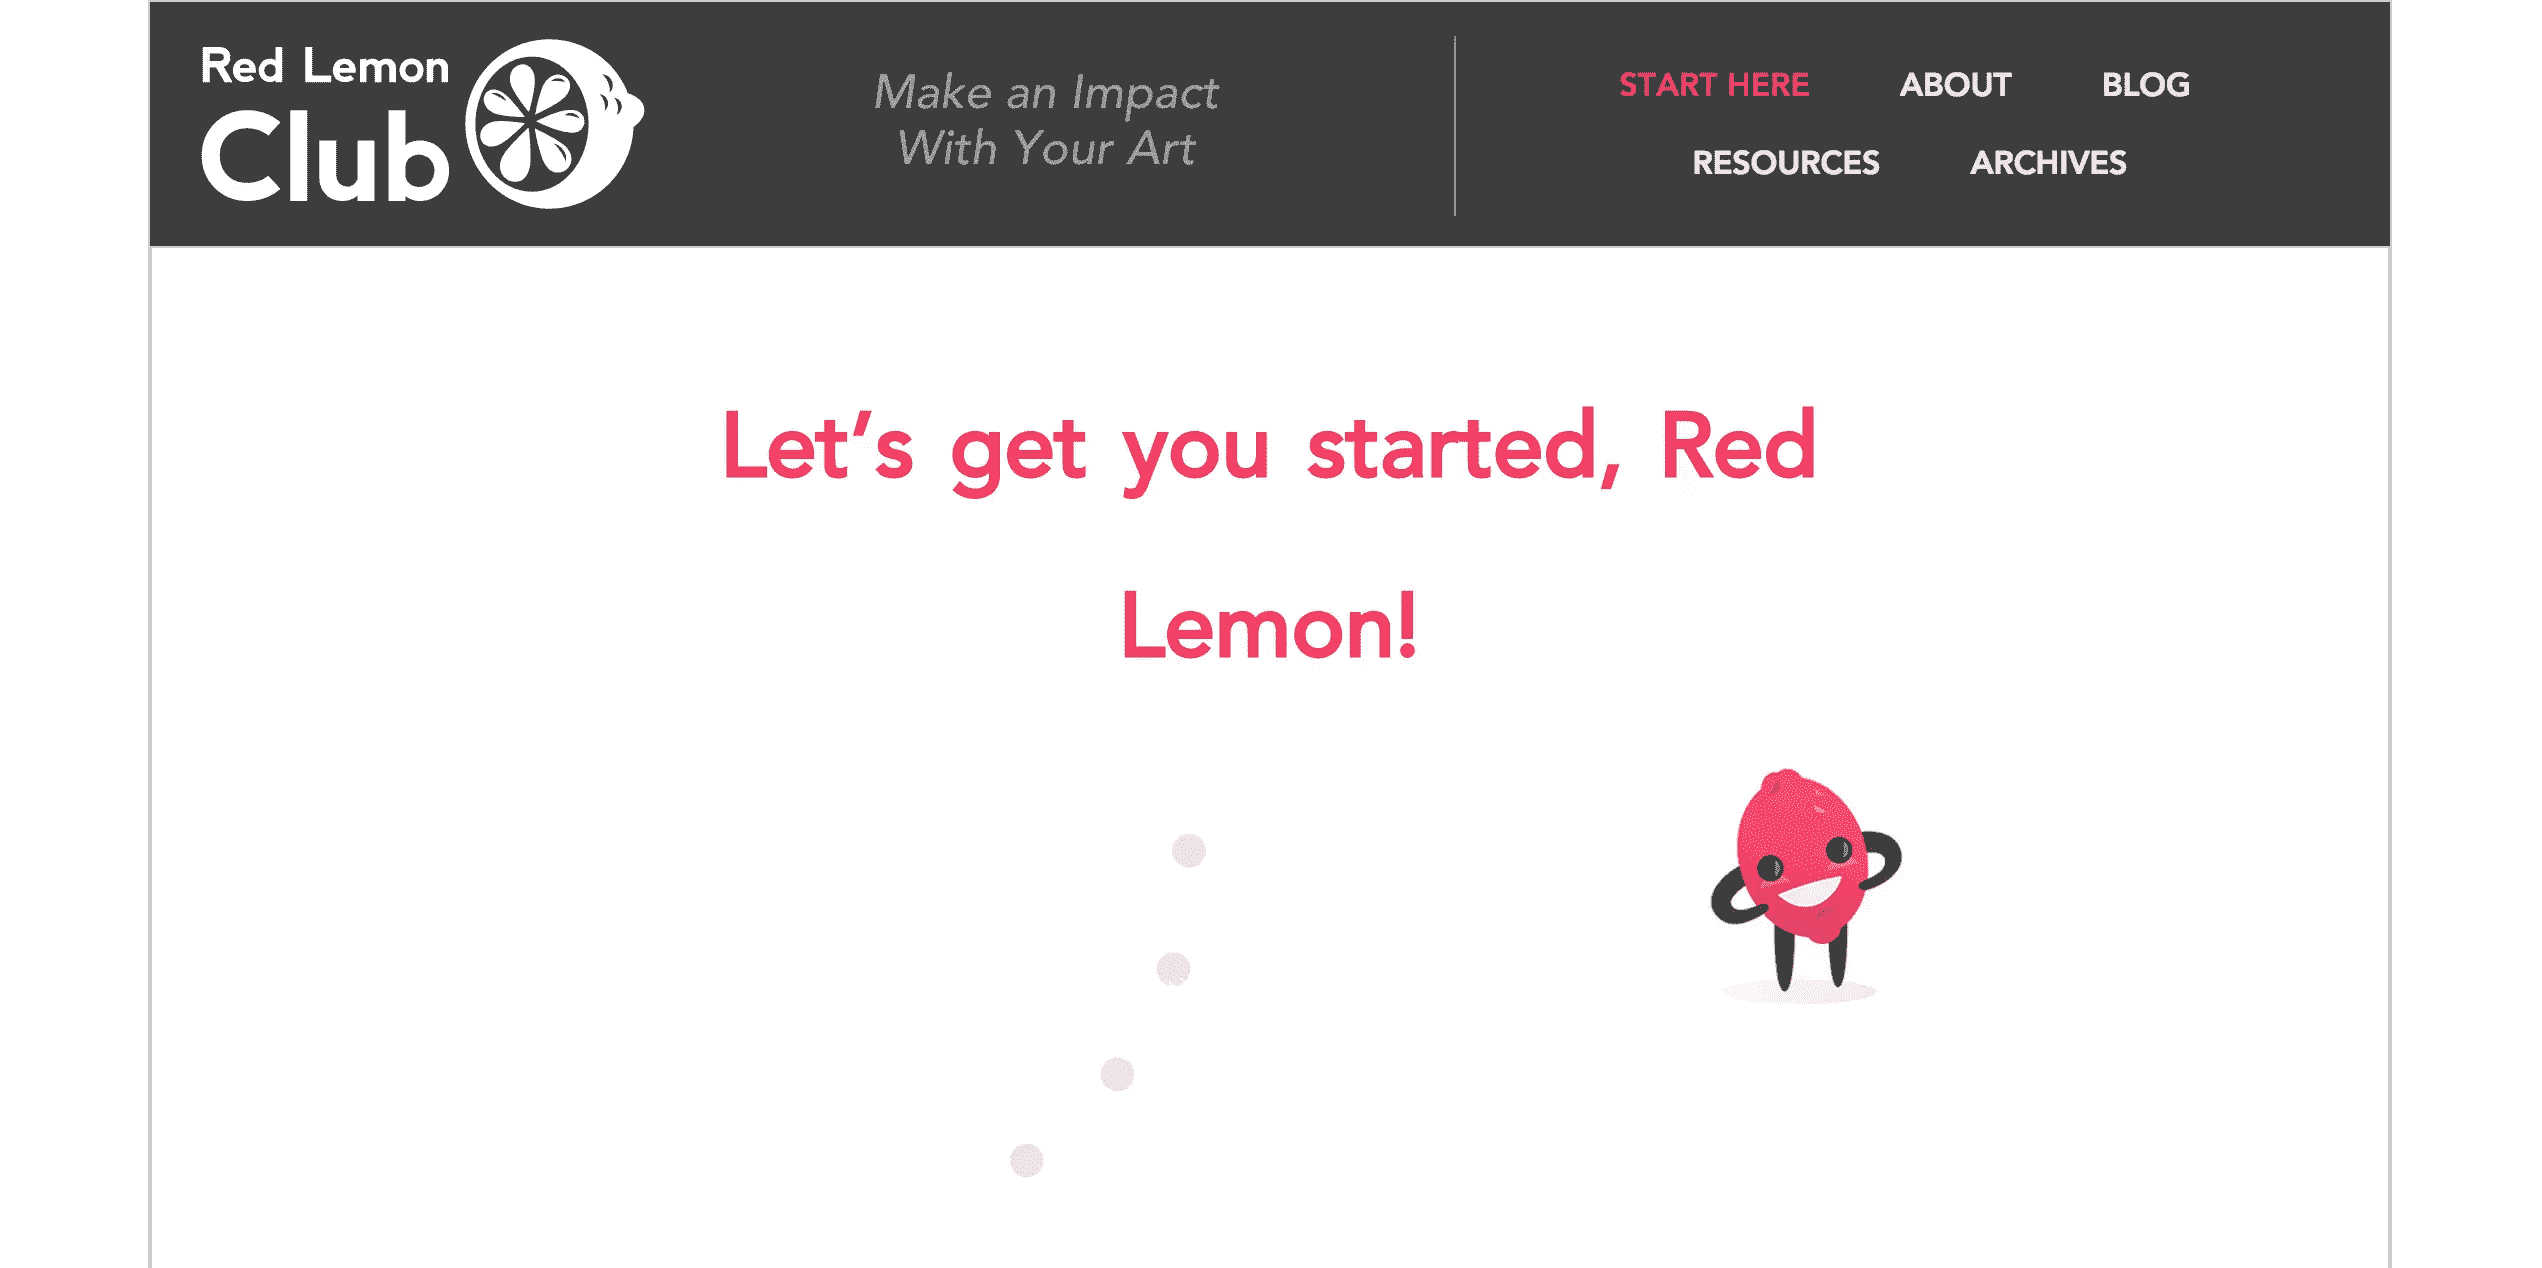 Red Lemon
Club
Make an Impact
With Your Art
START HERE ABOUT BLOG
RESOURCES ARCHIVES
Let’s get you started, Red
Lemon!